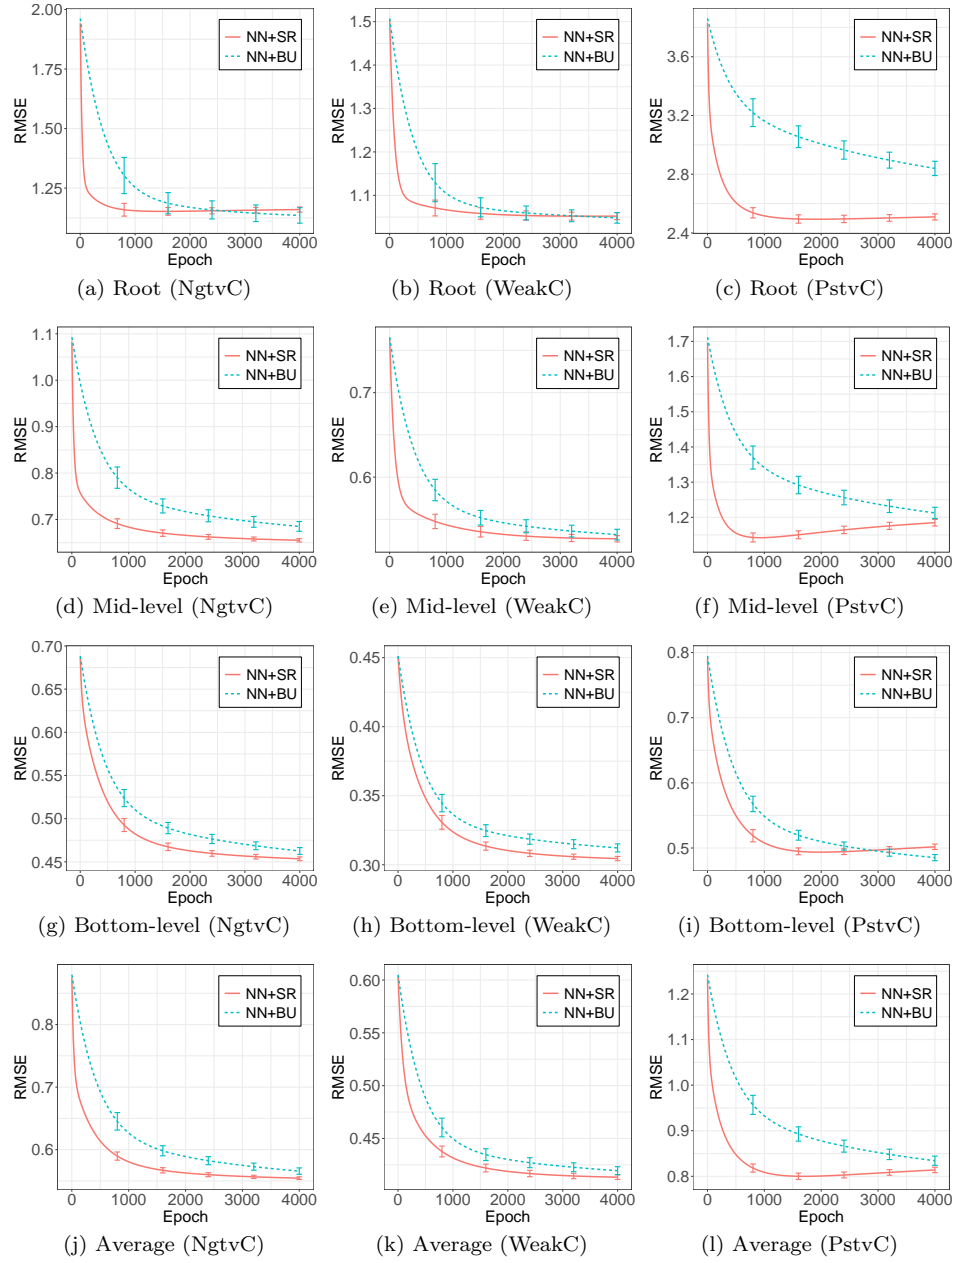 2.00
1.75
1.50
1.25
RMSE
NN+SR
NN+BU
0 1000 2000 3000 4000
Epoch
(a) Root (NgtvC)
1.5
1.4
1.3
1.2
1.1
RMSE
NN+SR
NN+BU
0 1000 2000 3000 4000
Epoch
(b) Root (WeakC)
3.6
3.2
2.8
2.4
RMSE
NN+SR
NN+BU
0 1000 2000 3000 4000
Epoch
(c) Root (PstvC)
1.1
1.0
0.9
0.8
0.7
RMSE
NN+SR
NN+BU
0 1000 2000 3000 4000
Epoch
(d) Mid-level (NgtvC)
0.7
0.6
RMSE
NN+SR
NN+BU
0 1000 2000 3000 4000
Epoch
(e) Mid-level (WeakC)
1.7
1.6
1.5
1.4
1.3
1.2
RMSE
NN+SR
NN+BU
0 1000 2000 3000 4000
Epoch
(f) Mid-level (PstvC)
0.70
0.65
0.60
0.55
0.50
0.45
RMSE
NN+SR
NN+BU
0 1000 2000 3000 4000
Epoch
(g) Bottom-level (NgtvC)
0.45
0.40
0.35
0.30
RMSE
NN+SR
NN+BU
0 1000 2000 3000 4000
Epoch
(h) Bottom-level (WeakC)
0.8
0.7
0.6
0.5
RMSE
NN+SR
NN+BU
0 1000 2000 3000 4000
Epoch
(i) Bottom-level (PstvC)
0.8
0.7
0.6
RMSE
NN+SR
NN+BU
0 1000 2000 3000 4000
Epoch
(j) Average (NgtvC)
0.60
0.55
0.50
0.45
RMSE
NN+SR
NN+BU
0 1000 2000 3000 4000
Epoch
(k) Average (WeakC)
1.2
1.1
1.0
0.9
0.8
RMSE
NN+SR
NN+BU
0 1000 2000 3000 4000
Epoch
(l) Average (PstvC)